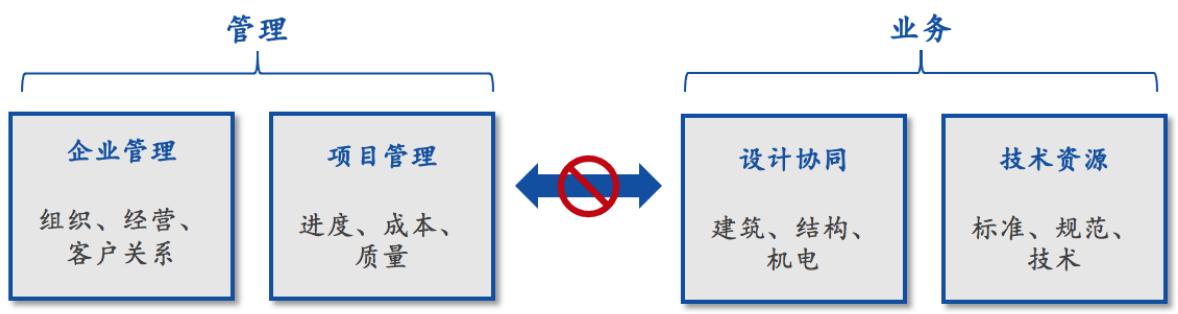 管理
企业管理
组织、经营、
客户关系
项目管理
进度、成本、
质量
业务
设计协同
建筑、结构、
机电
技术资源
标准、规范、
技术